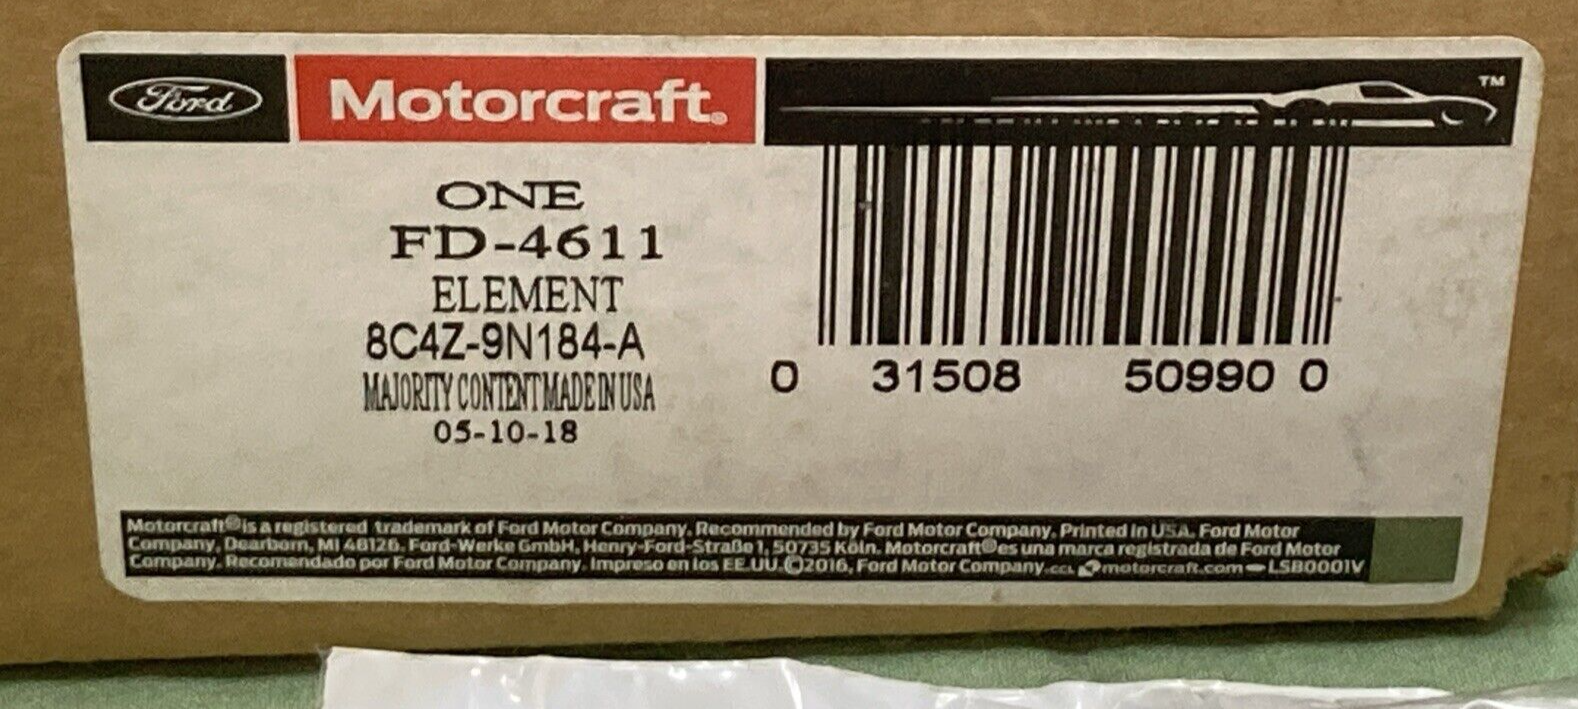 Ford Motorcraft® ™
ONE
FD-4611
ELEMENT
8C4Z-9N184-A
MAJORITY CONTENT MADE IN USA
05-10-18
0 31508 50990 0
Motorcraft® is a registered trademark of Ford Motor Company. Recommended by Ford Motor Company. Printed in USA. Ford Motor
Company, Dearborn, MI 48126. Ford-Werke GmbH, Henry-Ford-Straße 1, 50735 Köln. Motorcraft® es una marca registrada de Ford Motor
Company. Recomendado por Ford Motor Company. Impreso en los EE.UU. ©2016, Ford Motor Company. CCL motorcraft.com — LSB0001V